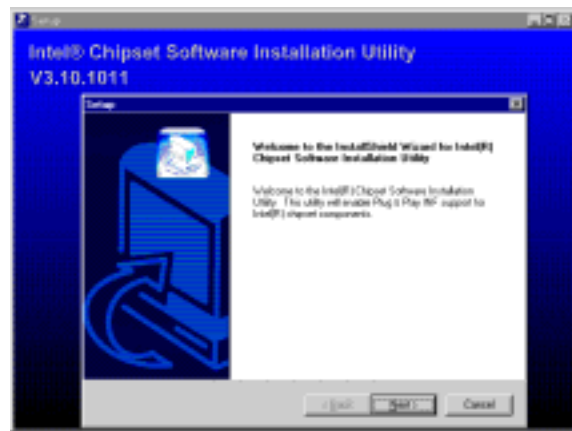 Setup
Intel® Chipset Software Installation Utility
V3.10.1011
Setup
Welcome to the InstallShield Wizard for Intel(R)
Chipset Software Installation Utility
Welcome to the Intel(R) Chipset Software Installation
Utility. This utility will enable Plug & Play INF support for
Intel(R) chipset components.
< Back
Next >
Cancel